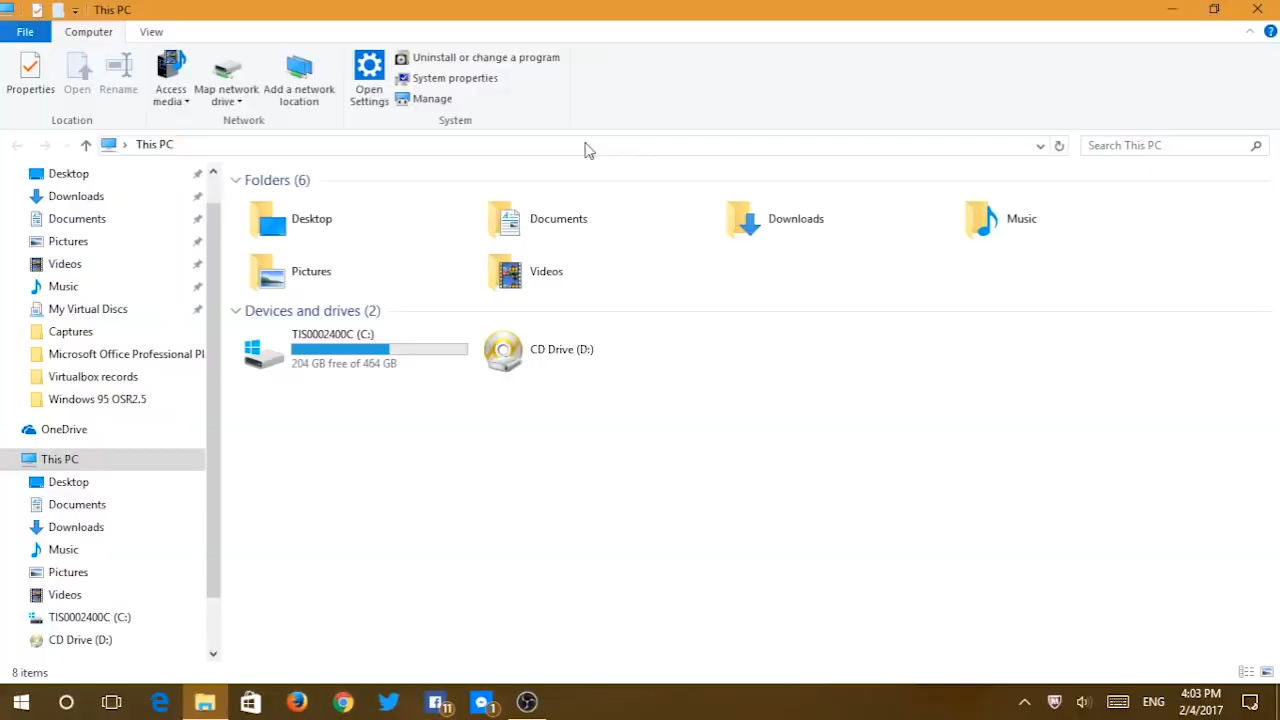 This PC
File
Computer
View
Properties
Open
Rename
Access media
Map network drive
Add a network location
Open Settings
Uninstall or change a program
System properties
Manage
Location
Network
System
This PC
Search This PC
Desktop
Downloads
Documents
Pictures
Videos
Music
My Virtual Discs
Captures
Microsoft Office Professional Pl
Virtualbox records
Windows 95 OSR2.5
OneDrive
This PC
Desktop
Documents
Downloads
Music
Pictures
Videos
TIS0002400C (C:)
CD Drive (D:)
Folders (6)
Desktop
Documents
Downloads
Music
Pictures
Videos
Devices and drives (2)
TIS0002400C (C:)
204 GB free of 464 GB
CD Drive (D:)
8 items
11
1
ENG
4:03 PM
2/4/2017